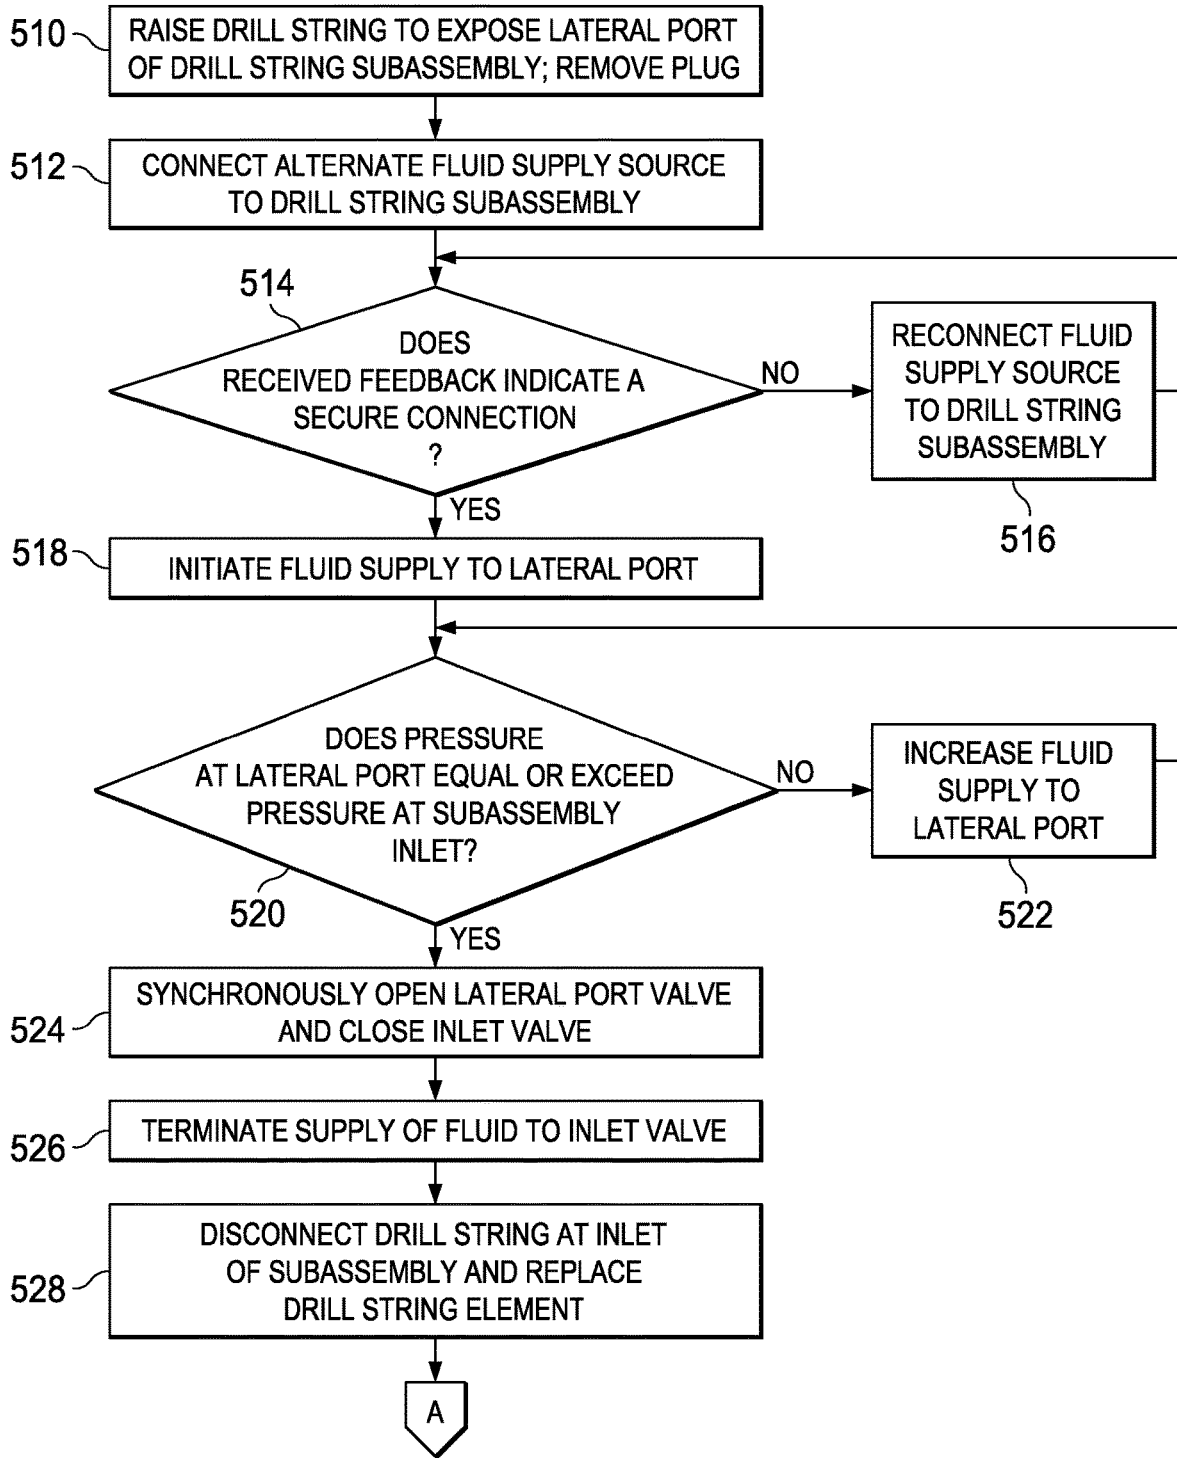 510
RAISE DRILL STRING TO EXPOSE LATERAL PORT
OF DRILL STRING SUBASSEMBLY; REMOVE PLUG
512
CONNECT ALTERNATE FLUID SUPPLY SOURCE
TO DRILL STRING SUBASSEMBLY
514
DOES
RECEIVED FEEDBACK INDICATE A
SECURE CONNECTION
?
NO
RECONNECT FLUID
SUPPLY SOURCE
TO DRILL STRING
SUBASSEMBLY
516
YES
518
INITIATE FLUID SUPPLY TO LATERAL PORT
DOES PRESSURE
AT LATERAL PORT EQUAL OR EXCEED
PRESSURE AT SUBASSEMBLY
INLET?
520
NO
INCREASE FLUID
SUPPLY TO
LATERAL PORT
522
YES
524
SYNCHRONOUSLY OPEN LATERAL PORT VALVE
AND CLOSE INLET VALVE
526
TERMINATE SUPPLY OF FLUID TO INLET VALVE
528
DISCONNECT DRILL STRING AT INLET
OF SUBASSEMBLY AND REPLACE
DRILL STRING ELEMENT
A